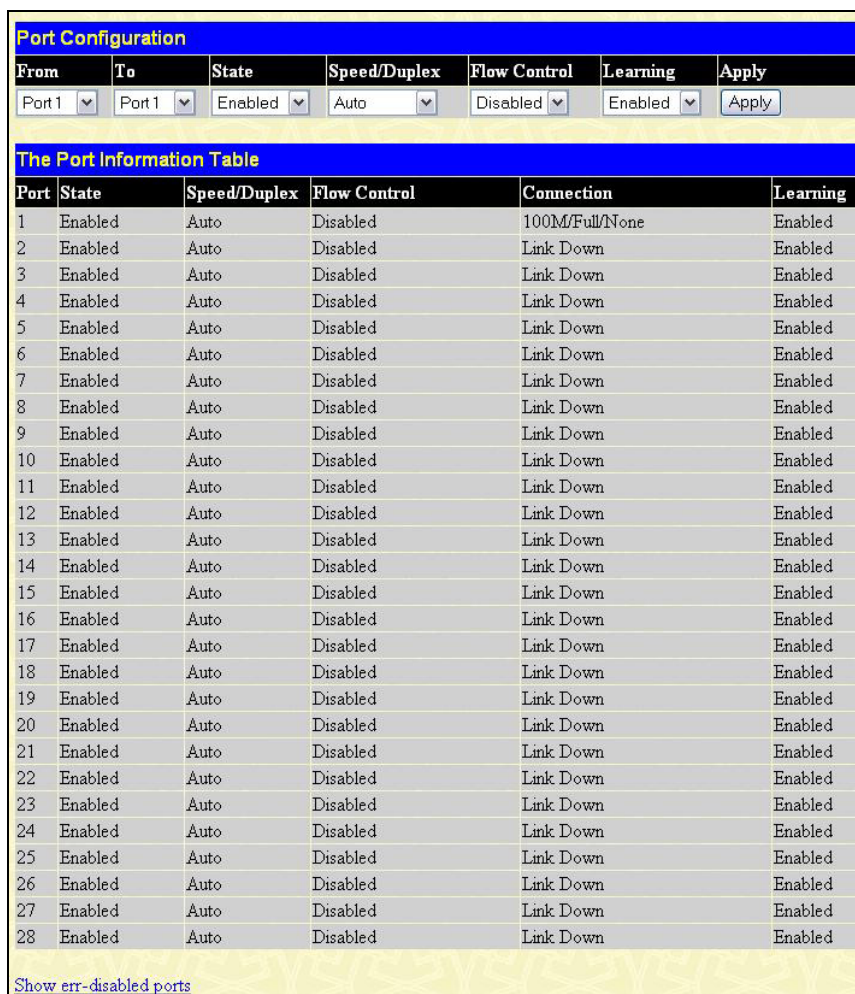 Port Configuration
From To State Speed/Duplex Flow Control Learning Apply
Port 1 Port 1 Enabled Auto Disabled Enabled Apply
The Port Information Table
Port State Speed/Duplex Flow Control Connection Learning
1 Enabled Auto Disabled 100M/Full/None Enabled
2 Enabled Auto Disabled Link Down Enabled
3 Enabled Auto Disabled Link Down Enabled
4 Enabled Auto Disabled Link Down Enabled
5 Enabled Auto Disabled Link Down Enabled
6 Enabled Auto Disabled Link Down Enabled
7 Enabled Auto Disabled Link Down Enabled
8 Enabled Auto Disabled Link Down Enabled
9 Enabled Auto Disabled Link Down Enabled
10 Enabled Auto Disabled Link Down Enabled
11 Enabled Auto Disabled Link Down Enabled
12 Enabled Auto Disabled Link Down Enabled
13 Enabled Auto Disabled Link Down Enabled
14 Enabled Auto Disabled Link Down Enabled
15 Enabled Auto Disabled Link Down Enabled
16 Enabled Auto Disabled Link Down Enabled
17 Enabled Auto Disabled Link Down Enabled
18 Enabled Auto Disabled Link Down Enabled
19 Enabled Auto Disabled Link Down Enabled
20 Enabled Auto Disabled Link Down Enabled
21 Enabled Auto Disabled Link Down Enabled
22 Enabled Auto Disabled Link Down Enabled
23 Enabled Auto Disabled Link Down Enabled
24 Enabled Auto Disabled Link Down Enabled
25 Enabled Auto Disabled Link Down Enabled
26 Enabled Auto Disabled Link Down Enabled
27 Enabled Auto Disabled Link Down Enabled
28 Enabled Auto Disabled Link Down Enabled
Show err-disabled ports